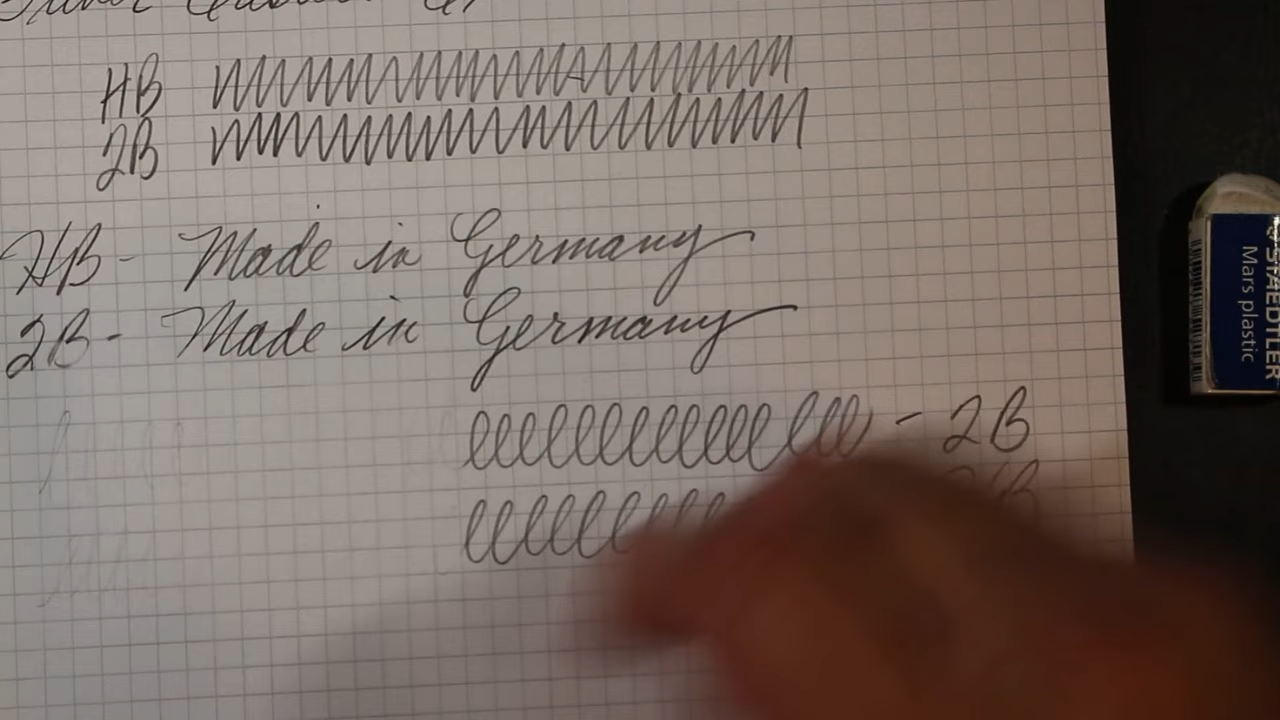 HB
2B
HB - Made in Germany
2B - Made in Germany
- 2B
STAEDTLER
Mars plastic